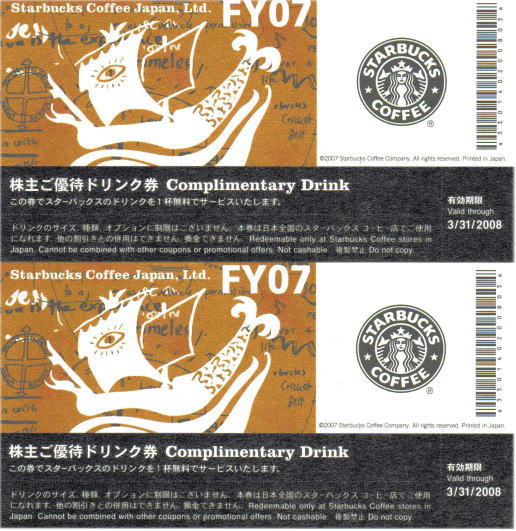 Starbucks Coffee Japan, Ltd.
FY07
STARBUCKS
COFFEE
®
©2007 Starbucks Coffee Company. All rights reserved. Printed in Japan.
株主ご優待ドリンク券 Complimentary Drink
この券でスターバックスのドリンクを1杯無料でサービスいたします。
有効期限
Valid through
3/31/2008
ドリンクのサイズ、種類、オプションに制限はございません。本券は日本全国のスターバックス コーヒー店でご使用
になれます。他の割引きとの併用はできません。換金できません。 Redeemable only at Starbucks Coffee stores in
Japan. Cannot be combined with other coupons or promotional offers. Not cashable 複製禁止 Do not copy.
Starbucks Coffee Japan, Ltd.
FY07
STARBUCKS
COFFEE
®
©2007 Starbucks Coffee Company. All rights reserved. Printed in Japan.
株主ご優待ドリンク券 Complimentary Drink
この券でスターバックスのドリンクを1杯無料でサービスいたします。
有効期限
Valid through
3/31/2008
ドリンクのサイズ、種類、オプションに制限はございません。本券は日本全国のスターバックス コーヒー店でご使用
になれます。他の割引きとの併用はできません。換金できません。 Redeemable only at Starbucks Coffee stores in
Japan. Cannot be combined with other coupons or promotional offers. Not cashable 複製禁止 Do not copy.